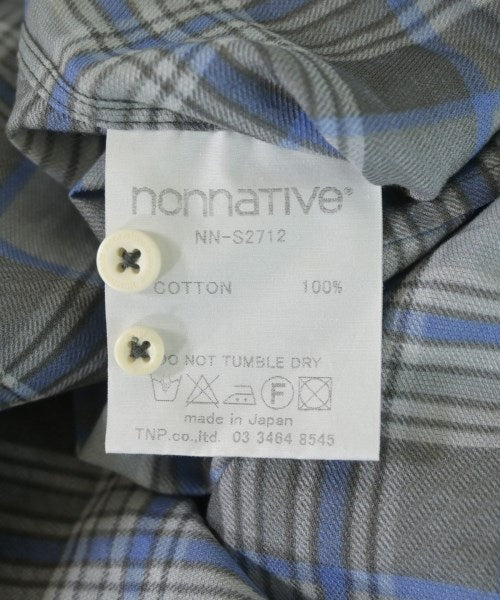 nonnative®
NN-S2712
COTTON 100%
DO NOT TUMBLE DRY
F
made in Japan
TNP.co.,ltd. 03 3464 8545